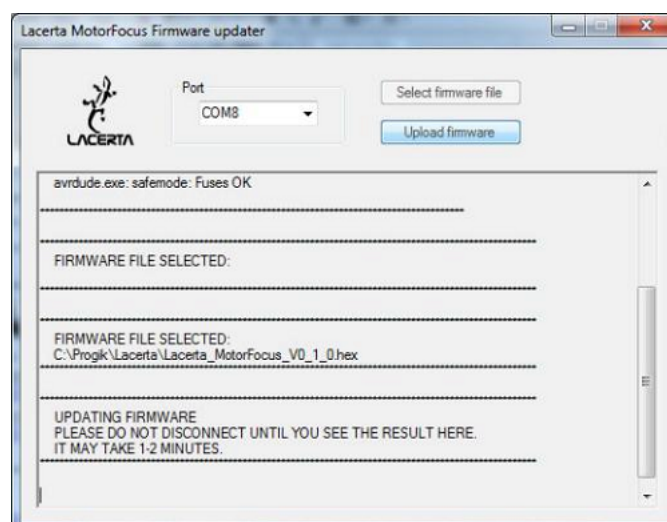 Lacerta MotorFocus Firmware updater
Port
COM8
Select firmware file
Upload firmware
LACERTA
avrdude.exe: safemode: Fuses OK
FIRMWARE FILE SELECTED:
FIRMWARE FILE SELECTED:
C:\Progik\Lacerta\Lacerta_MotorFocus_V0_1_0.hex
UPDATING FIRMWARE
PLEASE DO NOT DISCONNECT UNTIL YOU SEE THE RESULT HERE.
IT MAY TAKE 1-2 MINUTES.